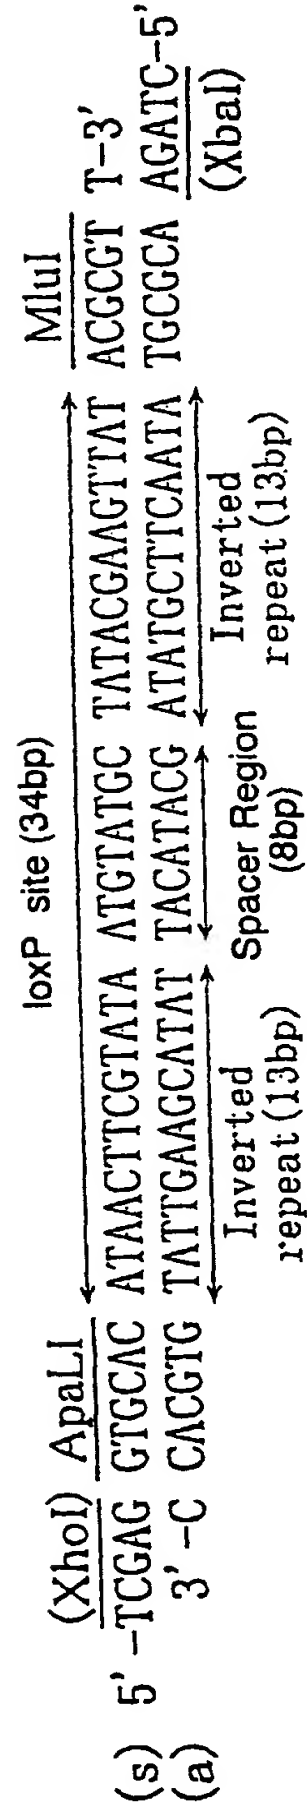 loxP site (34bp)
(XhoI) ApaLI MluI
(s) 5' -TCGAG GTGCAC ATAACTTCGTATA ATGTATGC TATACGAAGTTAT ACGCGT T-3'
(a) 3' -C CACGTG TATTGAAGCATAT TACATACG ATATGCTTCAATA TGCGCA AGATC-5'
Inverted Spacer Region Inverted (XbaI)
repeat (13bp) (8bp) repeat (13bp)